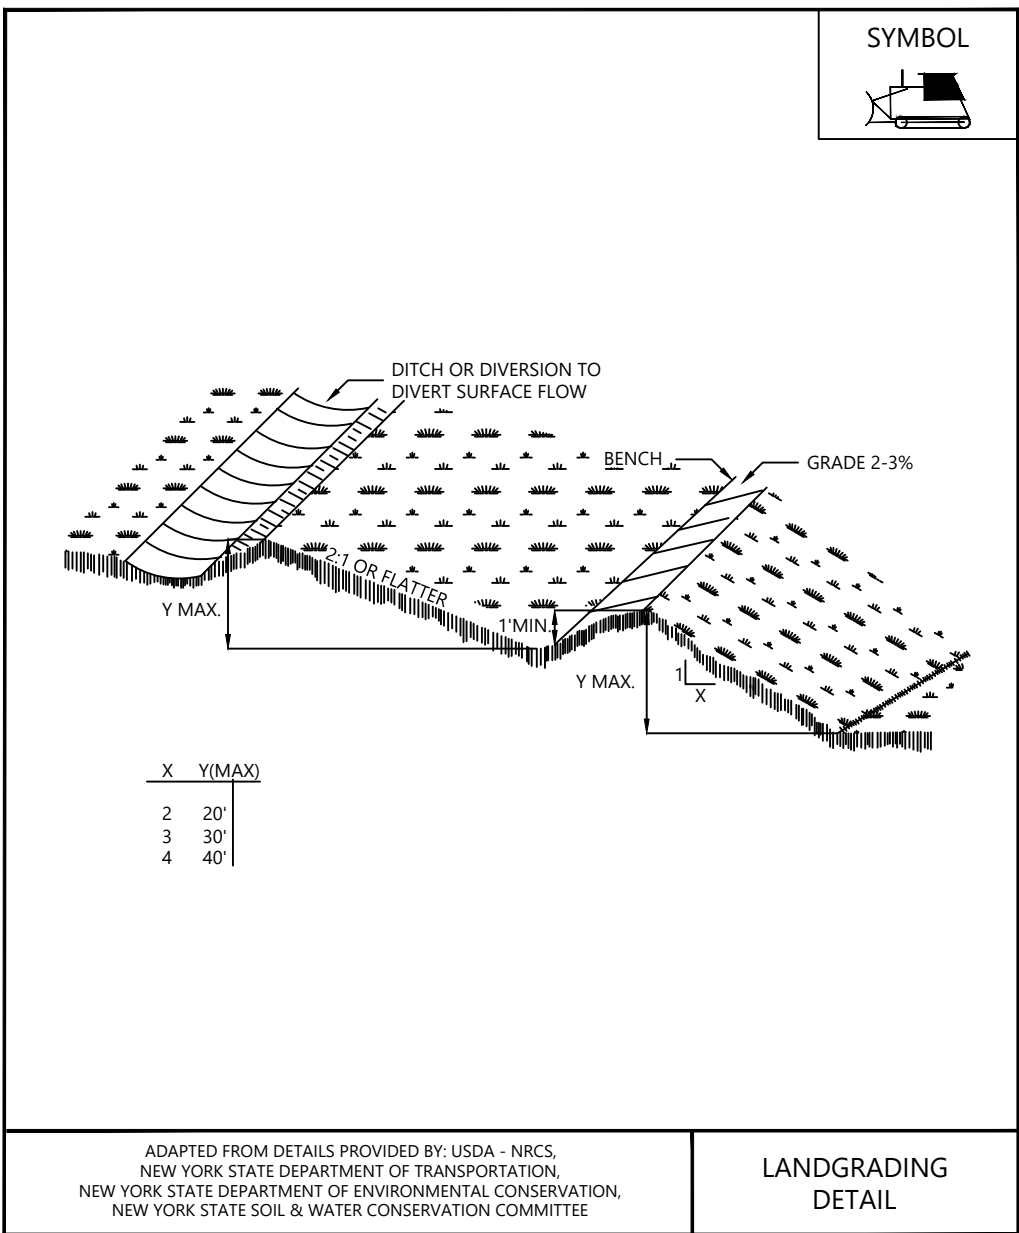 SYMBOL
DITCH OR DIVERSION TO
DIVERT SURFACE FLOW
BENCH
GRADE 2-3%
2:1 OR FLATTER
Y MAX.
1'MIN.
Y MAX.
1
X
X Y(MAX)
2 20'
3 30'
4 40'
ADAPTED FROM DETAILS PROVIDED BY: USDA - NRCS,
NEW YORK STATE DEPARTMENT OF TRANSPORTATION,
NEW YORK STATE DEPARTMENT OF ENVIRONMENTAL CONSERVATION,
NEW YORK STATE SOIL & WATER CONSERVATION COMMITTEE
LANDGRADING
DETAIL